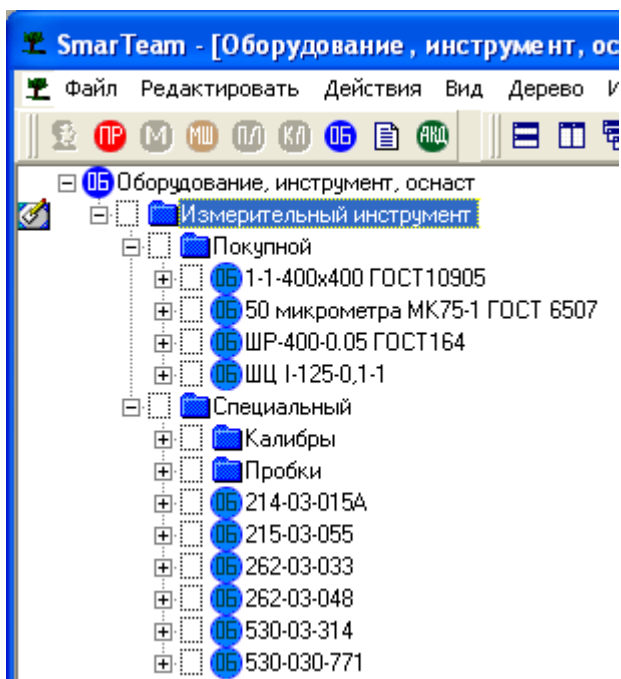 SmarTeam - [Оборудование, инструмент, ос
Файл Редактировать Действия Вид Дерево И
ПР М МШ ПЛ КЛ ОБ АКД
ОБ Оборудование, инструмент, оснаст
Измерительный инструмент
Покупной
ОБ 1-1-400x400 ГОСТ10905
ОБ 50 микрометра МК75-1 ГОСТ 6507
ОБ ШР-400-0.05 ГОСТ164
ОБ ШЦ I-125-0,1-1
Специальный
Калибры
Пробки
ОБ 214-03-015А
ОБ 215-03-055
ОБ 262-03-033
ОБ 262-03-048
ОБ 530-03-314
ОБ 530-030-771